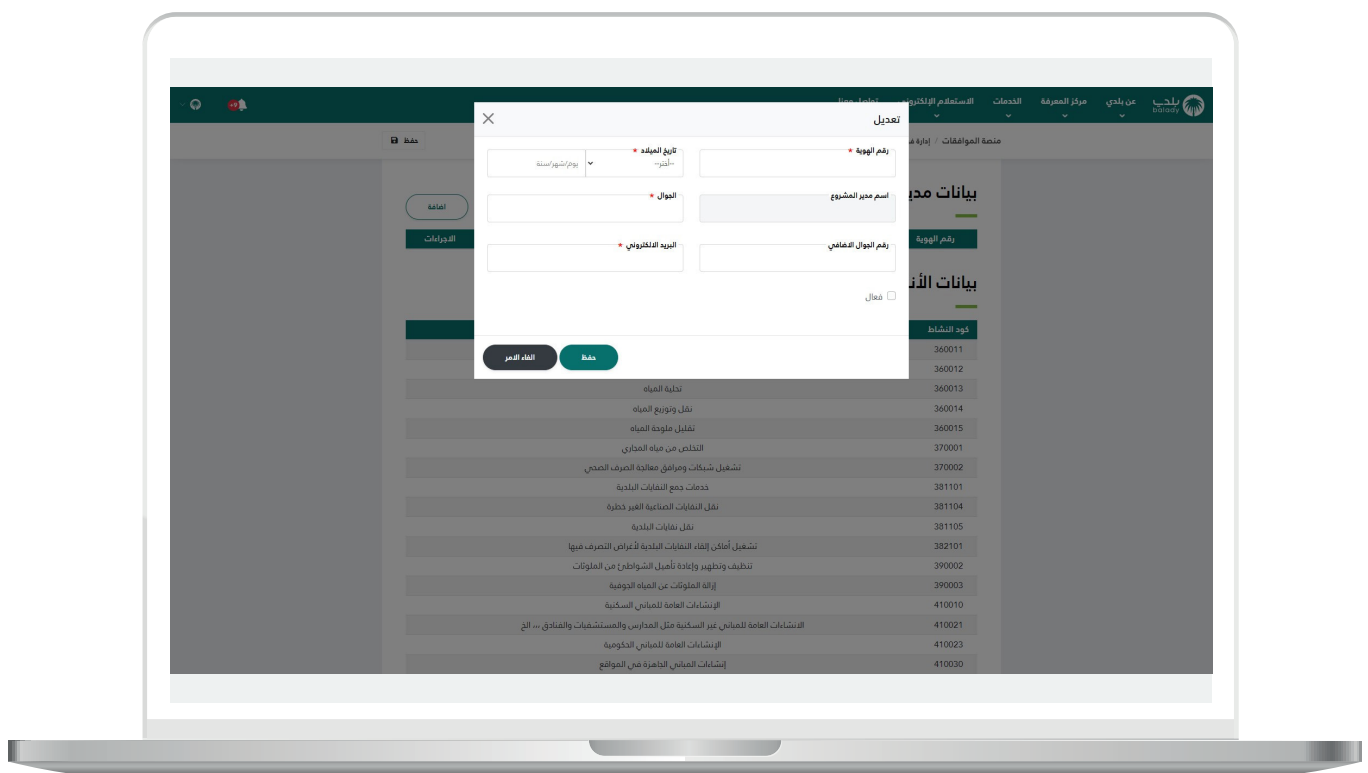 بلدي
balady
عن بلدي
مركز المعرفة
الخدمات
الاستعلام الإلكتروني
تواصل معنا
9+
منصة الموافقات / إدارة
حفظ
تعديل
رقم الهوية *
تاريخ الميلاد *
--أختر--
يوم/شهر/سنة
اسم مدير المشروع
الجوال *
رقم الجوال الاضافي
البريد الالكتروني *
فعال
حفظ
الغاء الامر
بيانات مدي
اضافة
رقم الهوية
الاجراءات
بيانات الأنـ
كود النشاط
360011
360012
360013 تحلية المياه
360014 نقل وتوزيع المياه
360015 تقليل ملوحة المياه
370001 التخلص من مياه المجاري
370002 تشغيل شبكات ومرافق معالجة الصرف الصحي
381101 خدمات جمع النفايات البلدية
381104 نقل النفايات الصناعية الغير خطرة
381105 نقل نفايات البلدية
382101 تشغيل أماكن إلقاء النفايات البلدية لأغراض التصرف فيها
390002 تنظيف وتطهير وإعادة تأهيل الشواطئ من الملوثات
390003 إزالة الملوثات عن المياه الجوفية
410010 الإنشاءات العامة للمباني السكنية
410021 الانشاءات العامة للمباني غير السكنية مثل المدارس والمستشفيات والفنادق ،،، الخ
410023 الإنشاءات العامة للمباني الحكومية
410030 إنشاءات المباني الجاهزة في المواقع